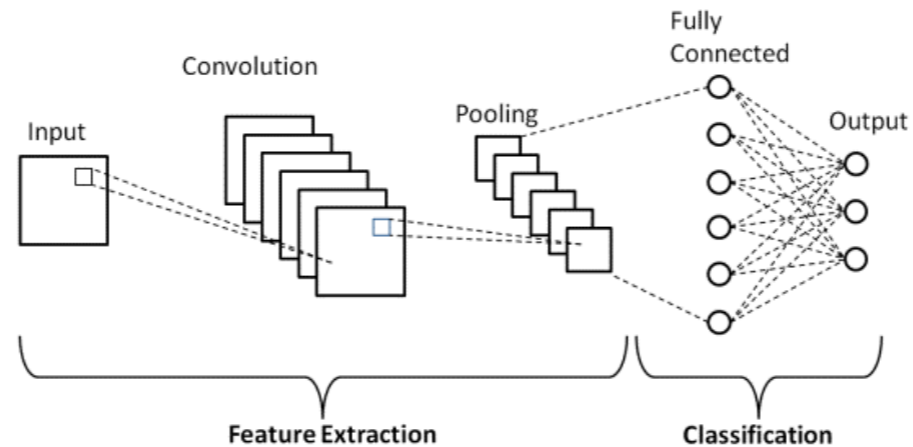 Input
Convolution
Pooling
Fully
Connected
Output
Feature Extraction
Classification